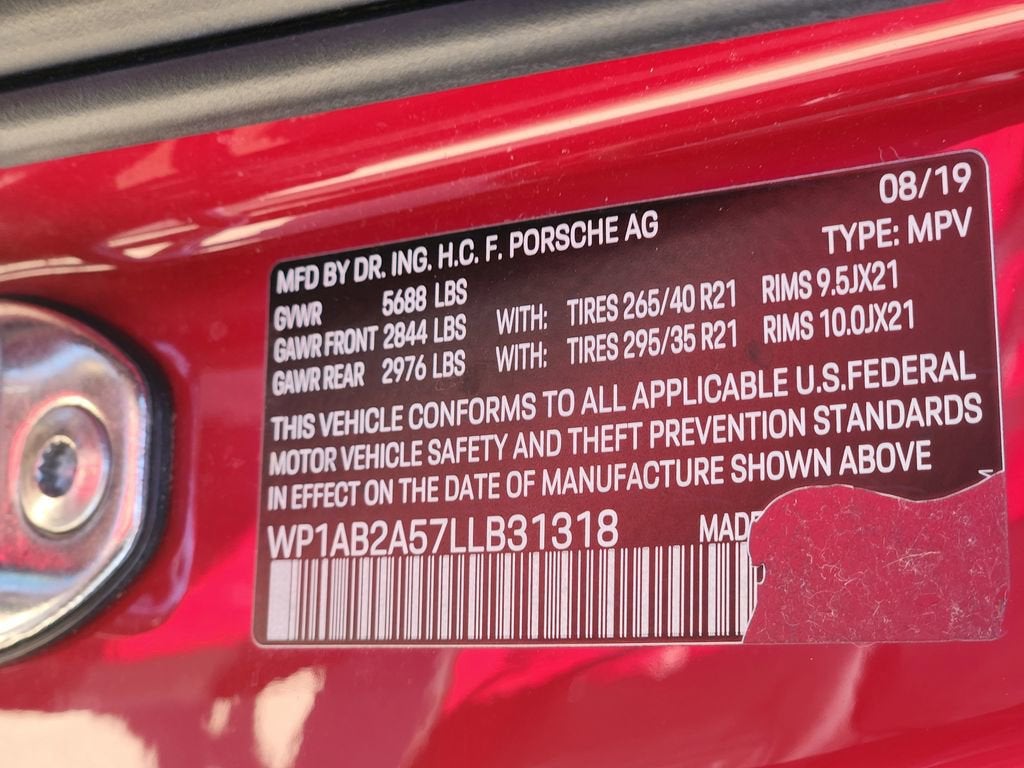 08/19
MFD BY DR. ING. H.C. F. PORSCHE AG TYPE: MPV
GVWR 5688 LBS
GAWR FRONT 2844 LBS WITH: TIRES 265/40 R21 RIMS 9.5JX21
GAWR REAR 2976 LBS WITH: TIRES 295/35 R21 RIMS 10.0JX21
THIS VEHICLE CONFORMS TO ALL APPLICABLE U.S.FEDERAL
MOTOR VEHICLE SAFETY AND THEFT PREVENTION STANDARDS
IN EFFECT ON THE DATE OF MANUFACTURE SHOWN ABOVE
WP1AB2A57LLB31318 MADE